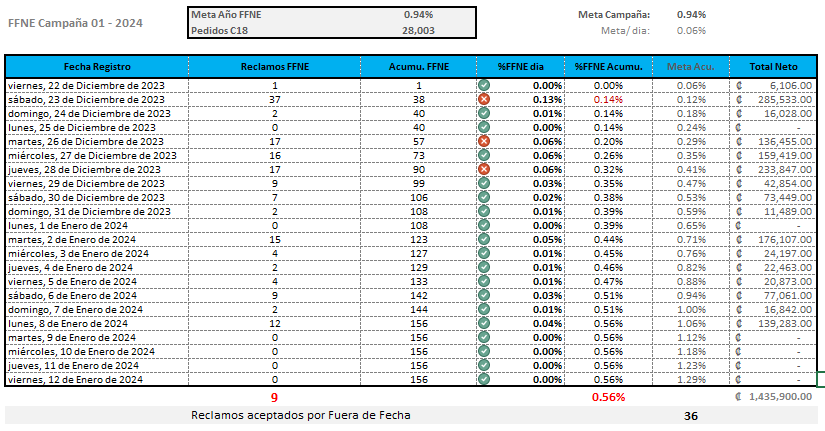 FFNE Campaña 01 - 2024
Meta Año FFNE 0.94%
Pedidos C18 28,003
Meta Campaña: 0.94%
Meta/ dia: 0.06%
Fecha Registro Reclamos FFNE Acumu. FFNE %FFNE dia %FFNE Acumu. Meta Acu. Total Neto
viernes, 22 de Diciembre de 2023 1 1 0.00% 0.00% 0.06% ₡ 6,106.00
sábado, 23 de Diciembre de 2023 37 38 0.13% 0.14% 0.12% ₡ 285,533.00
domingo, 24 de Diciembre de 2023 2 40 0.01% 0.14% 0.18% ₡ 16,028.00
lunes, 25 de Diciembre de 2023 0 40 0.00% 0.14% 0.24% ₡ -
martes, 26 de Diciembre de 2023 17 57 0.06% 0.20% 0.29% ₡ 136,455.00
miércoles, 27 de Diciembre de 2023 16 73 0.06% 0.26% 0.35% ₡ 159,419.00
jueves, 28 de Diciembre de 2023 17 90 0.06% 0.32% 0.41% ₡ 233,847.00
viernes, 29 de Diciembre de 2023 9 99 0.03% 0.35% 0.47% ₡ 42,854.00
sábado, 30 de Diciembre de 2023 7 106 0.02% 0.38% 0.53% ₡ 73,449.00
domingo, 31 de Diciembre de 2023 2 108 0.01% 0.39% 0.59% ₡ 11,489.00
lunes, 1 de Enero de 2024 0 108 0.00% 0.39% 0.65% ₡ -
martes, 2 de Enero de 2024 15 123 0.05% 0.44% 0.71% ₡ 176,107.00
miércoles, 3 de Enero de 2024 4 127 0.01% 0.45% 0.76% ₡ 24,197.00
jueves, 4 de Enero de 2024 2 129 0.01% 0.46% 0.82% ₡ 22,463.00
viernes, 5 de Enero de 2024 4 133 0.01% 0.47% 0.88% ₡ 20,873.00
sábado, 6 de Enero de 2024 9 142 0.03% 0.51% 0.94% ₡ 77,061.00
domingo, 7 de Enero de 2024 2 144 0.01% 0.51% 1.00% ₡ 16,842.00
lunes, 8 de Enero de 2024 12 156 0.04% 0.56% 1.06% ₡ 139,283.00
martes, 9 de Enero de 2024 0 156 0.00% 0.56% 1.12% ₡ -
miércoles, 10 de Enero de 2024 0 156 0.00% 0.56% 1.18% ₡ -
jueves, 11 de Enero de 2024 0 156 0.00% 0.56% 1.23% ₡ -
viernes, 12 de Enero de 2024 0 156 0.00% 0.56% 1.29% ₡ -
9 0.56% ₡ 1,435,900.00
Reclamos aceptados por Fuera de Fecha 36